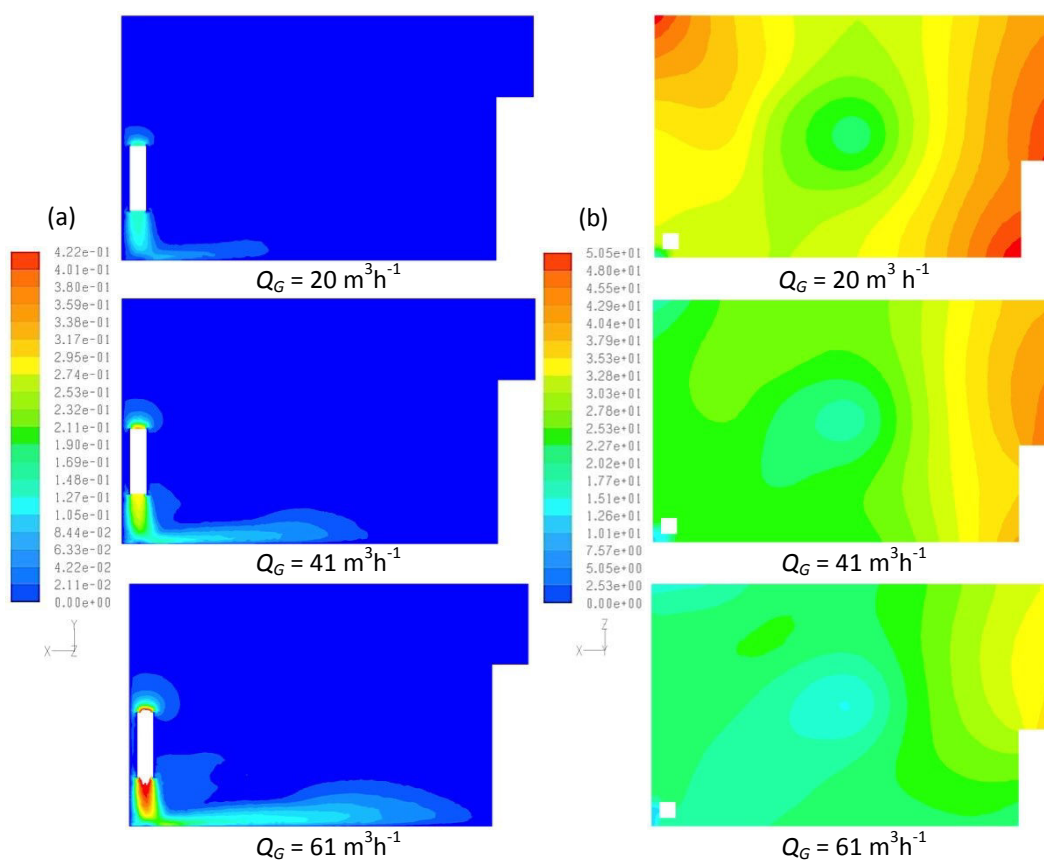 (a)
4.22e-01
4.01e-01
3.80e-01
3.59e-01
3.38e-01
3.17e-01
2.95e-01
2.74e-01
2.53e-01
2.32e-01
2.11e-01
1.90e-01
1.69e-01
1.48e-01
1.27e-01
1.05e-01
8.44e-02
6.33e-02
4.22e-02
2.11e-02
0.00e+00
Y
X Z
Q_G = 20 m³h⁻¹
Q_G = 41 m³h⁻¹
Q_G = 61 m³h⁻¹
(b)
5.05e+01
4.80e+01
4.55e+01
4.29e+01
4.04e+01
3.79e+01
3.53e+01
3.28e+01
3.03e+01
2.78e+01
2.53e+01
2.27e+01
2.02e+01
1.77e+01
1.51e+01
1.26e+01
1.01e+01
7.57e+00
5.05e+00
2.53e+00
0.00e+00
Z
X Y
Q_G = 20 m³ h⁻¹
Q_G = 41 m³h⁻¹
Q_G = 61 m³h⁻¹